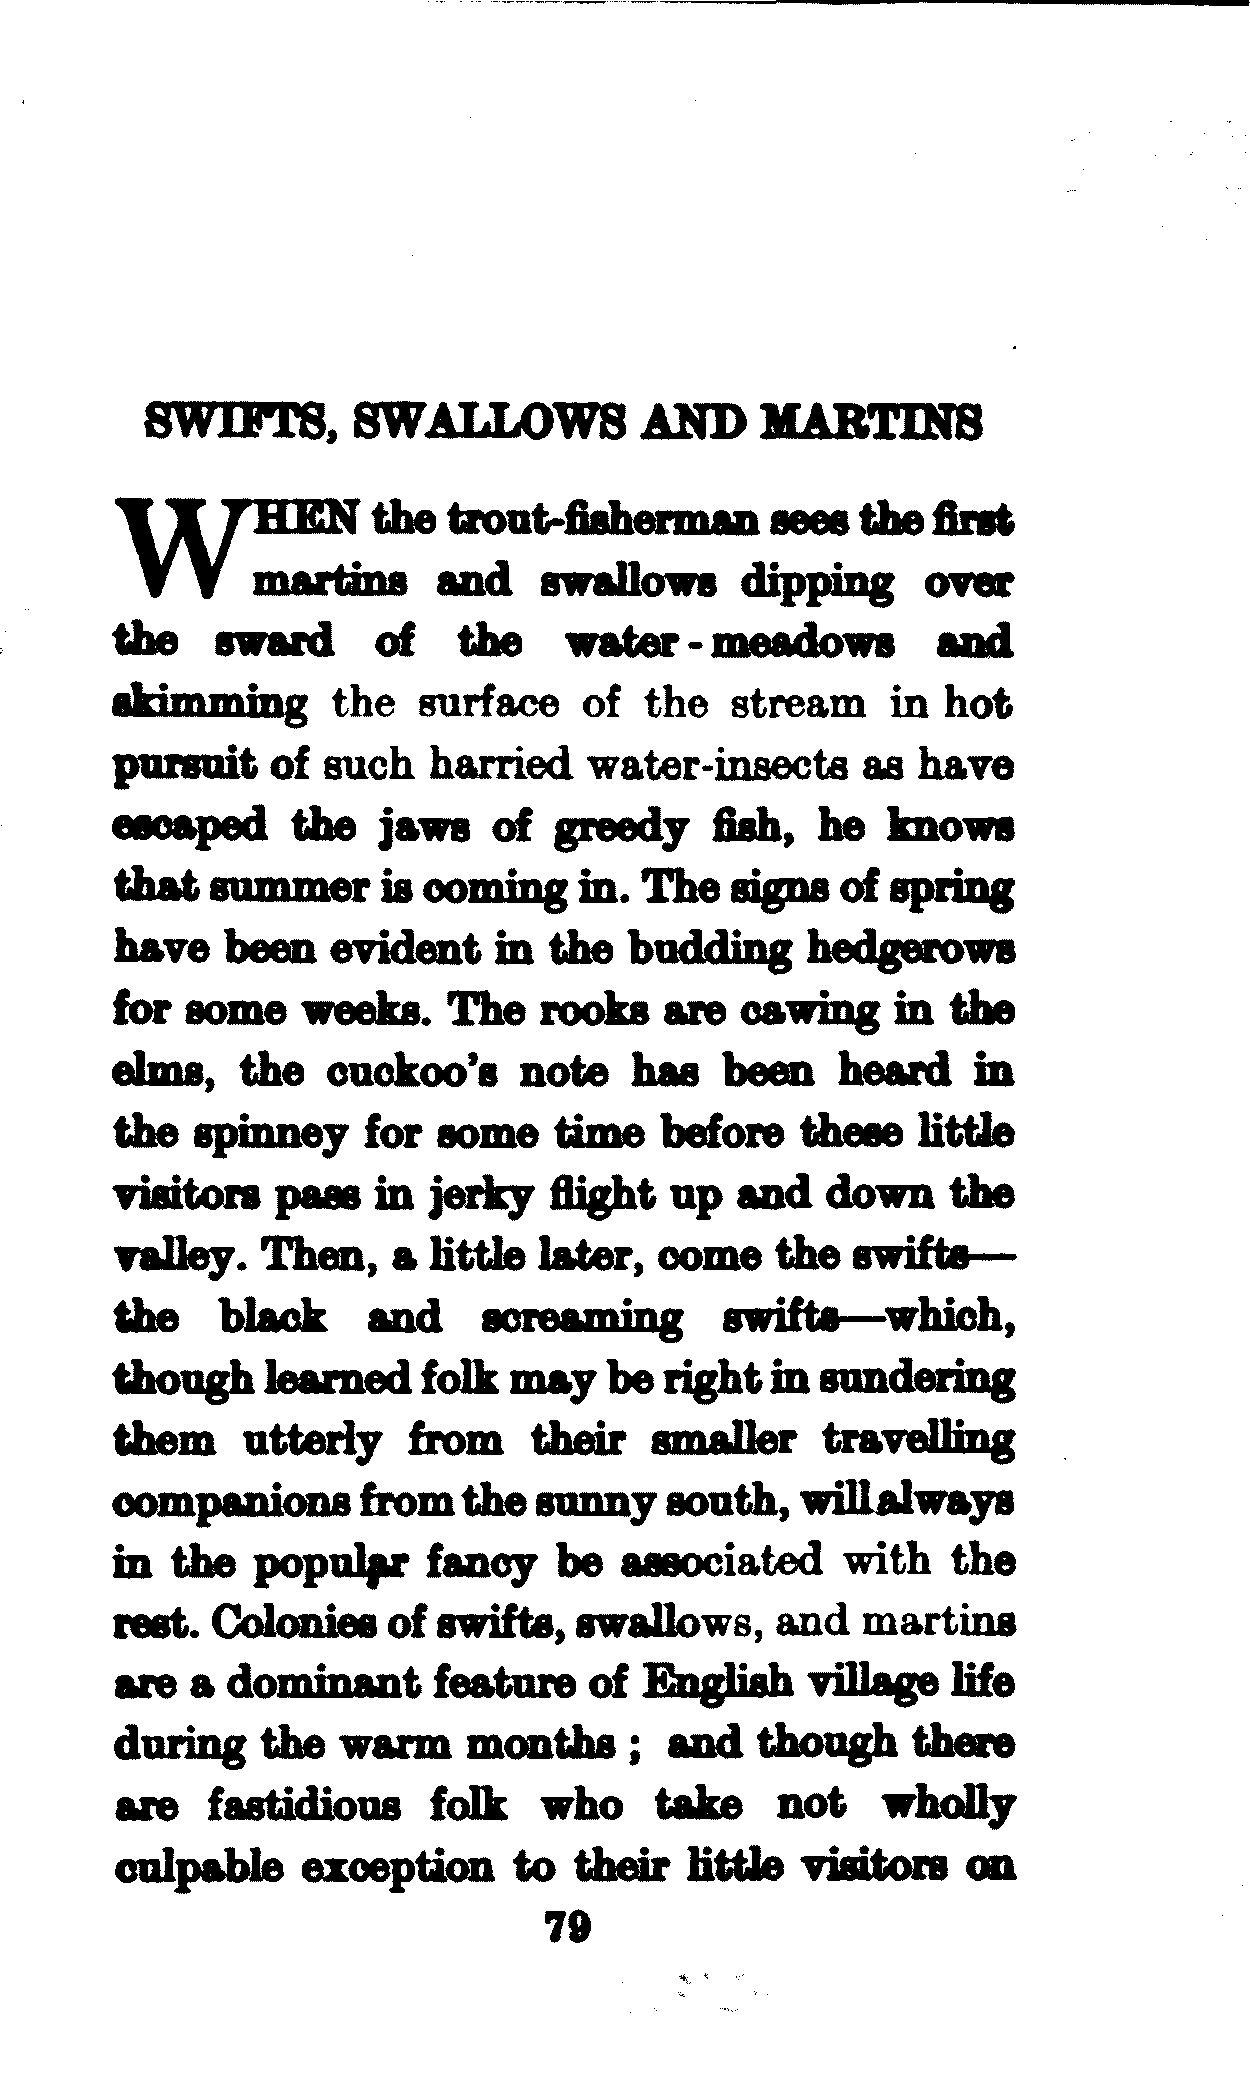 SWIFTS, SWALLOWS AND MARTINS
WHEN the trout-fisherman sees the first
martins and swallows dipping over
the sward of the water-meadows and
skimming the surface of the stream in hot
pursuit of such harried water-insects as have
escaped the jaws of greedy fish, he knows
that summer is coming in. The signs of spring
have been evident in the budding hedgerows
for some weeks. The rooks are cawing in the
elms, the cuckoo's note has been heard in
the spinney for some time before these little
visitors pass in jerky flight up and down the
valley. Then, a little later, come the swifts—
the black and screaming swifts—which,
though learned folk may be right in sundering
them utterly from their smaller travelling
companions from the sunny south, will always
in the popular fancy be associated with the
rest. Colonies of swifts, swallows, and martins
are a dominant feature of English village life
during the warm months ; and though there
are fastidious folk who take not wholly
culpable exception to their little visitors on
79